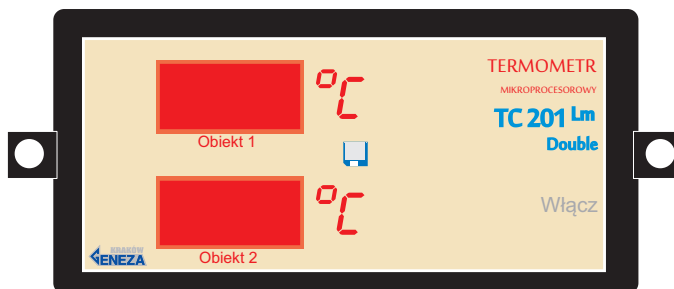 °C
Obiekt 1
°C
Obiekt 2
KRAKÓW
GENEZA
TERMOMETR
MIKROPROCESOROWY
TC 201 Lm
Double
Włącz